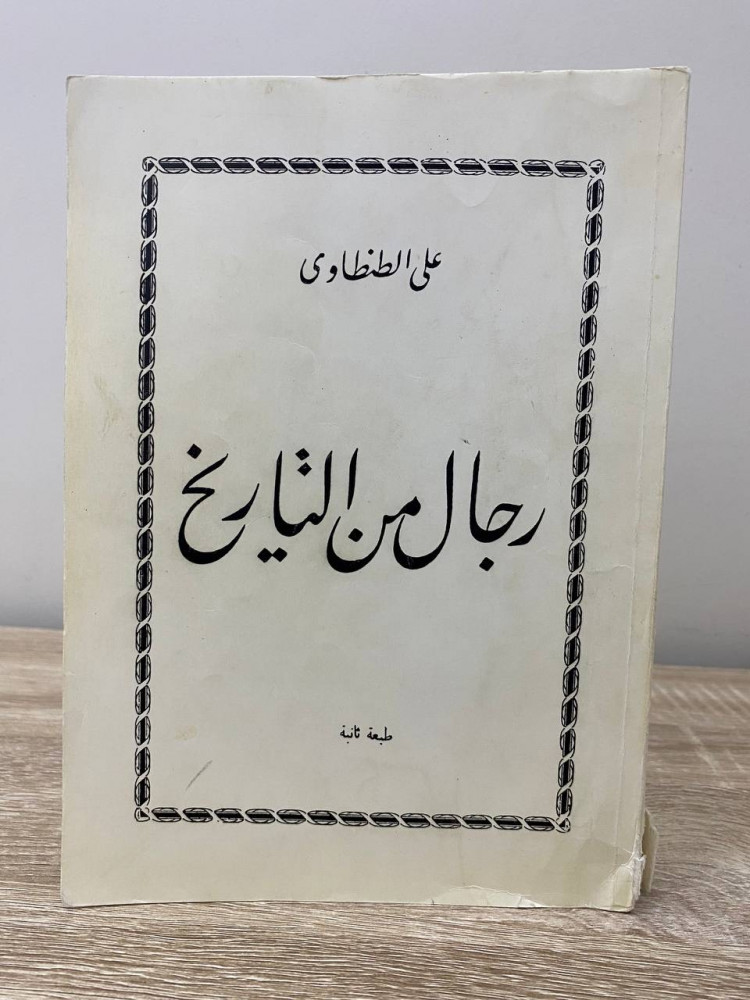 على الطنطاوى
رجال من التاريخ
طبعة ثانية